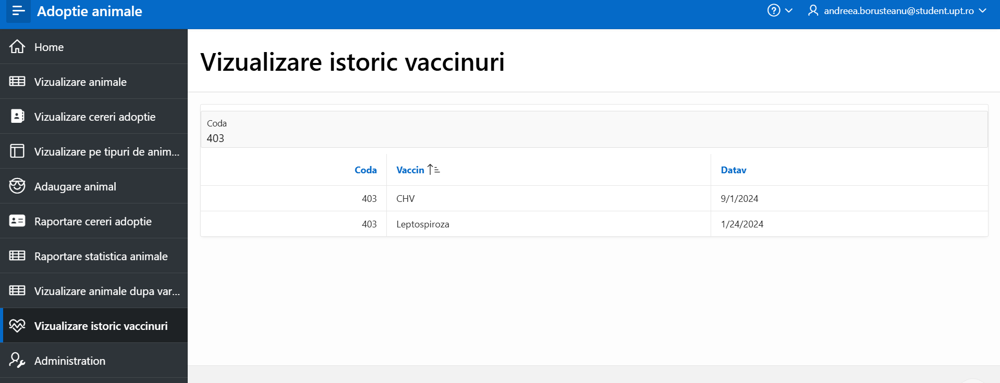 Adoptie animale
andreea.borusteanu@student.upt.ro
Home
Vizualizare animale
Vizualizare cereri adoptie
Vizualizare pe tipuri de anim...
Adaugare animal
Raportare cereri adoptie
Raportare statistica animale
Vizualizare animale dupa var...
Vizualizare istoric vaccinuri
Administration
Vizualizare istoric vaccinuri
Coda
403
Coda Vaccin Datav
403 CHV 9/1/2024
403 Leptospiroza 1/24/2024